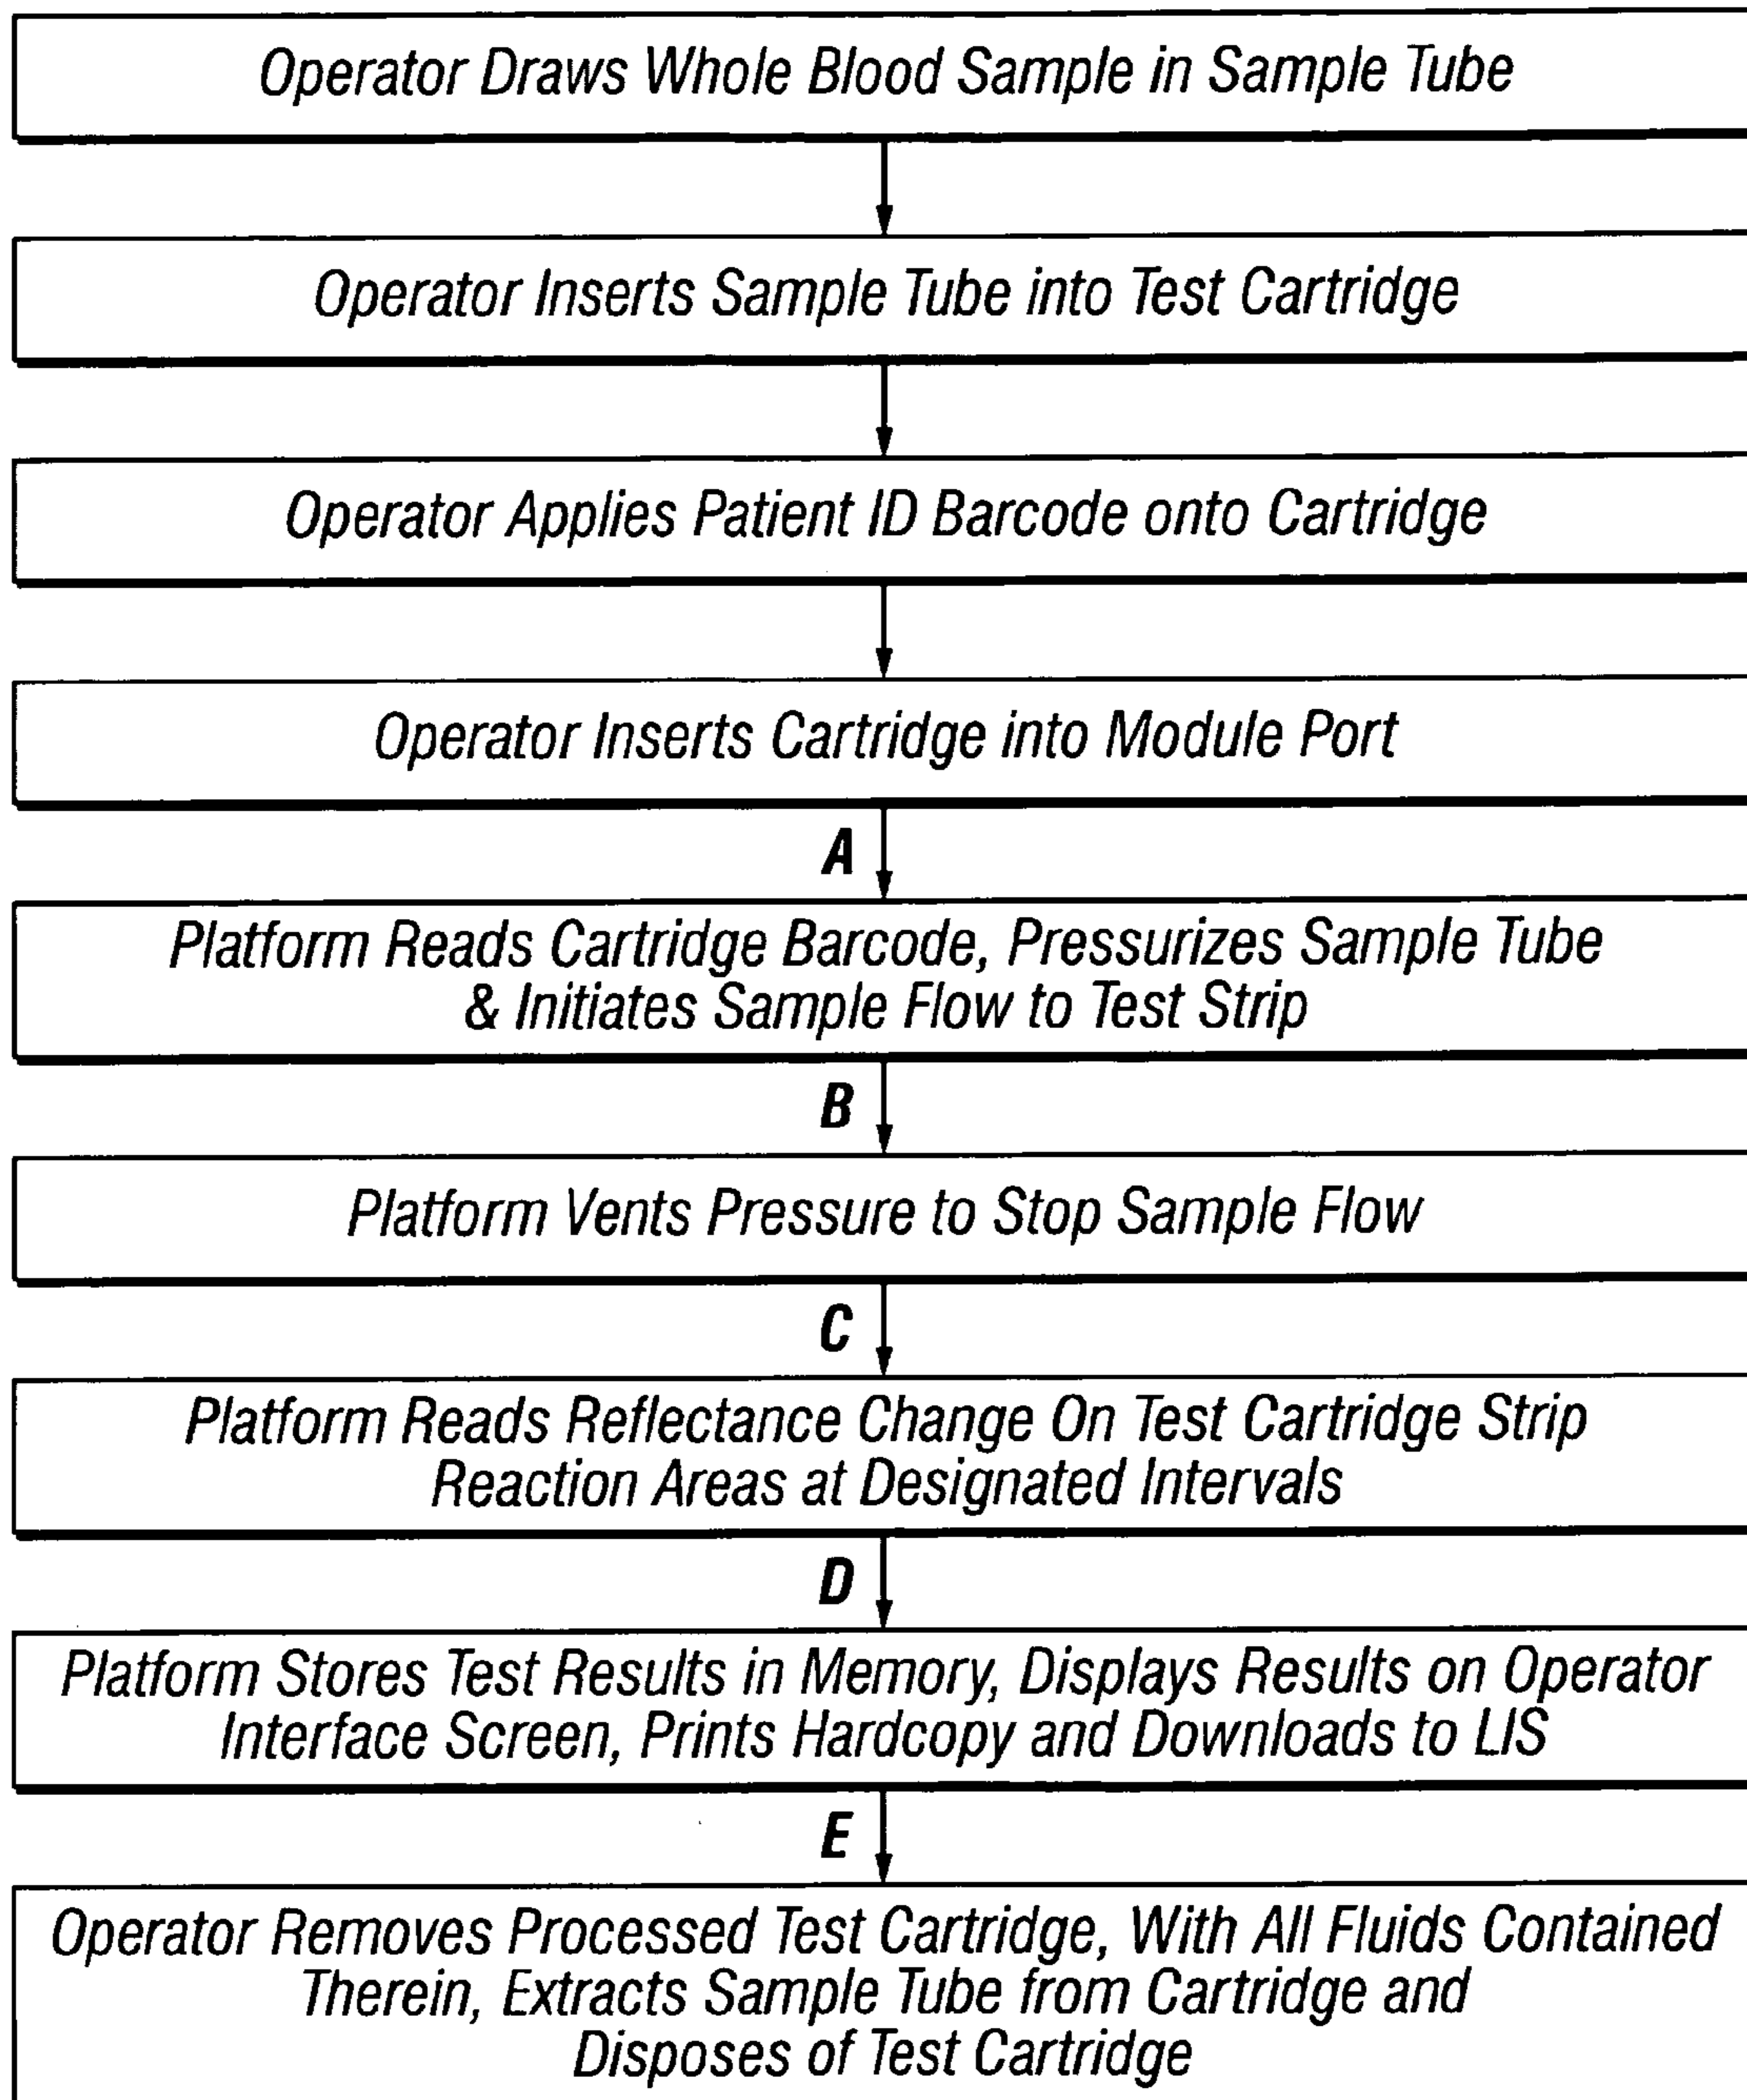 Operator Draws Whole Blood Sample in Sample Tube
Operator Inserts Sample Tube into Test Cartridge
Operator Applies Patient ID Barcode onto Cartridge
Operator Inserts Cartridge into Module Port
A
Platform Reads Cartridge Barcode, Pressurizes Sample Tube
& Initiates Sample Flow to Test Strip
B
Platform Vents Pressure to Stop Sample Flow
C
Platform Reads Reflectance Change On Test Cartridge Strip
Reaction Areas at Designated Intervals
D
Platform Stores Test Results in Memory, Displays Results on Operator
Interface Screen, Prints Hardcopy and Downloads to LIS
E
Operator Removes Processed Test Cartridge, With All Fluids Contained
Therein, Extracts Sample Tube from Cartridge and
Disposes of Test Cartridge